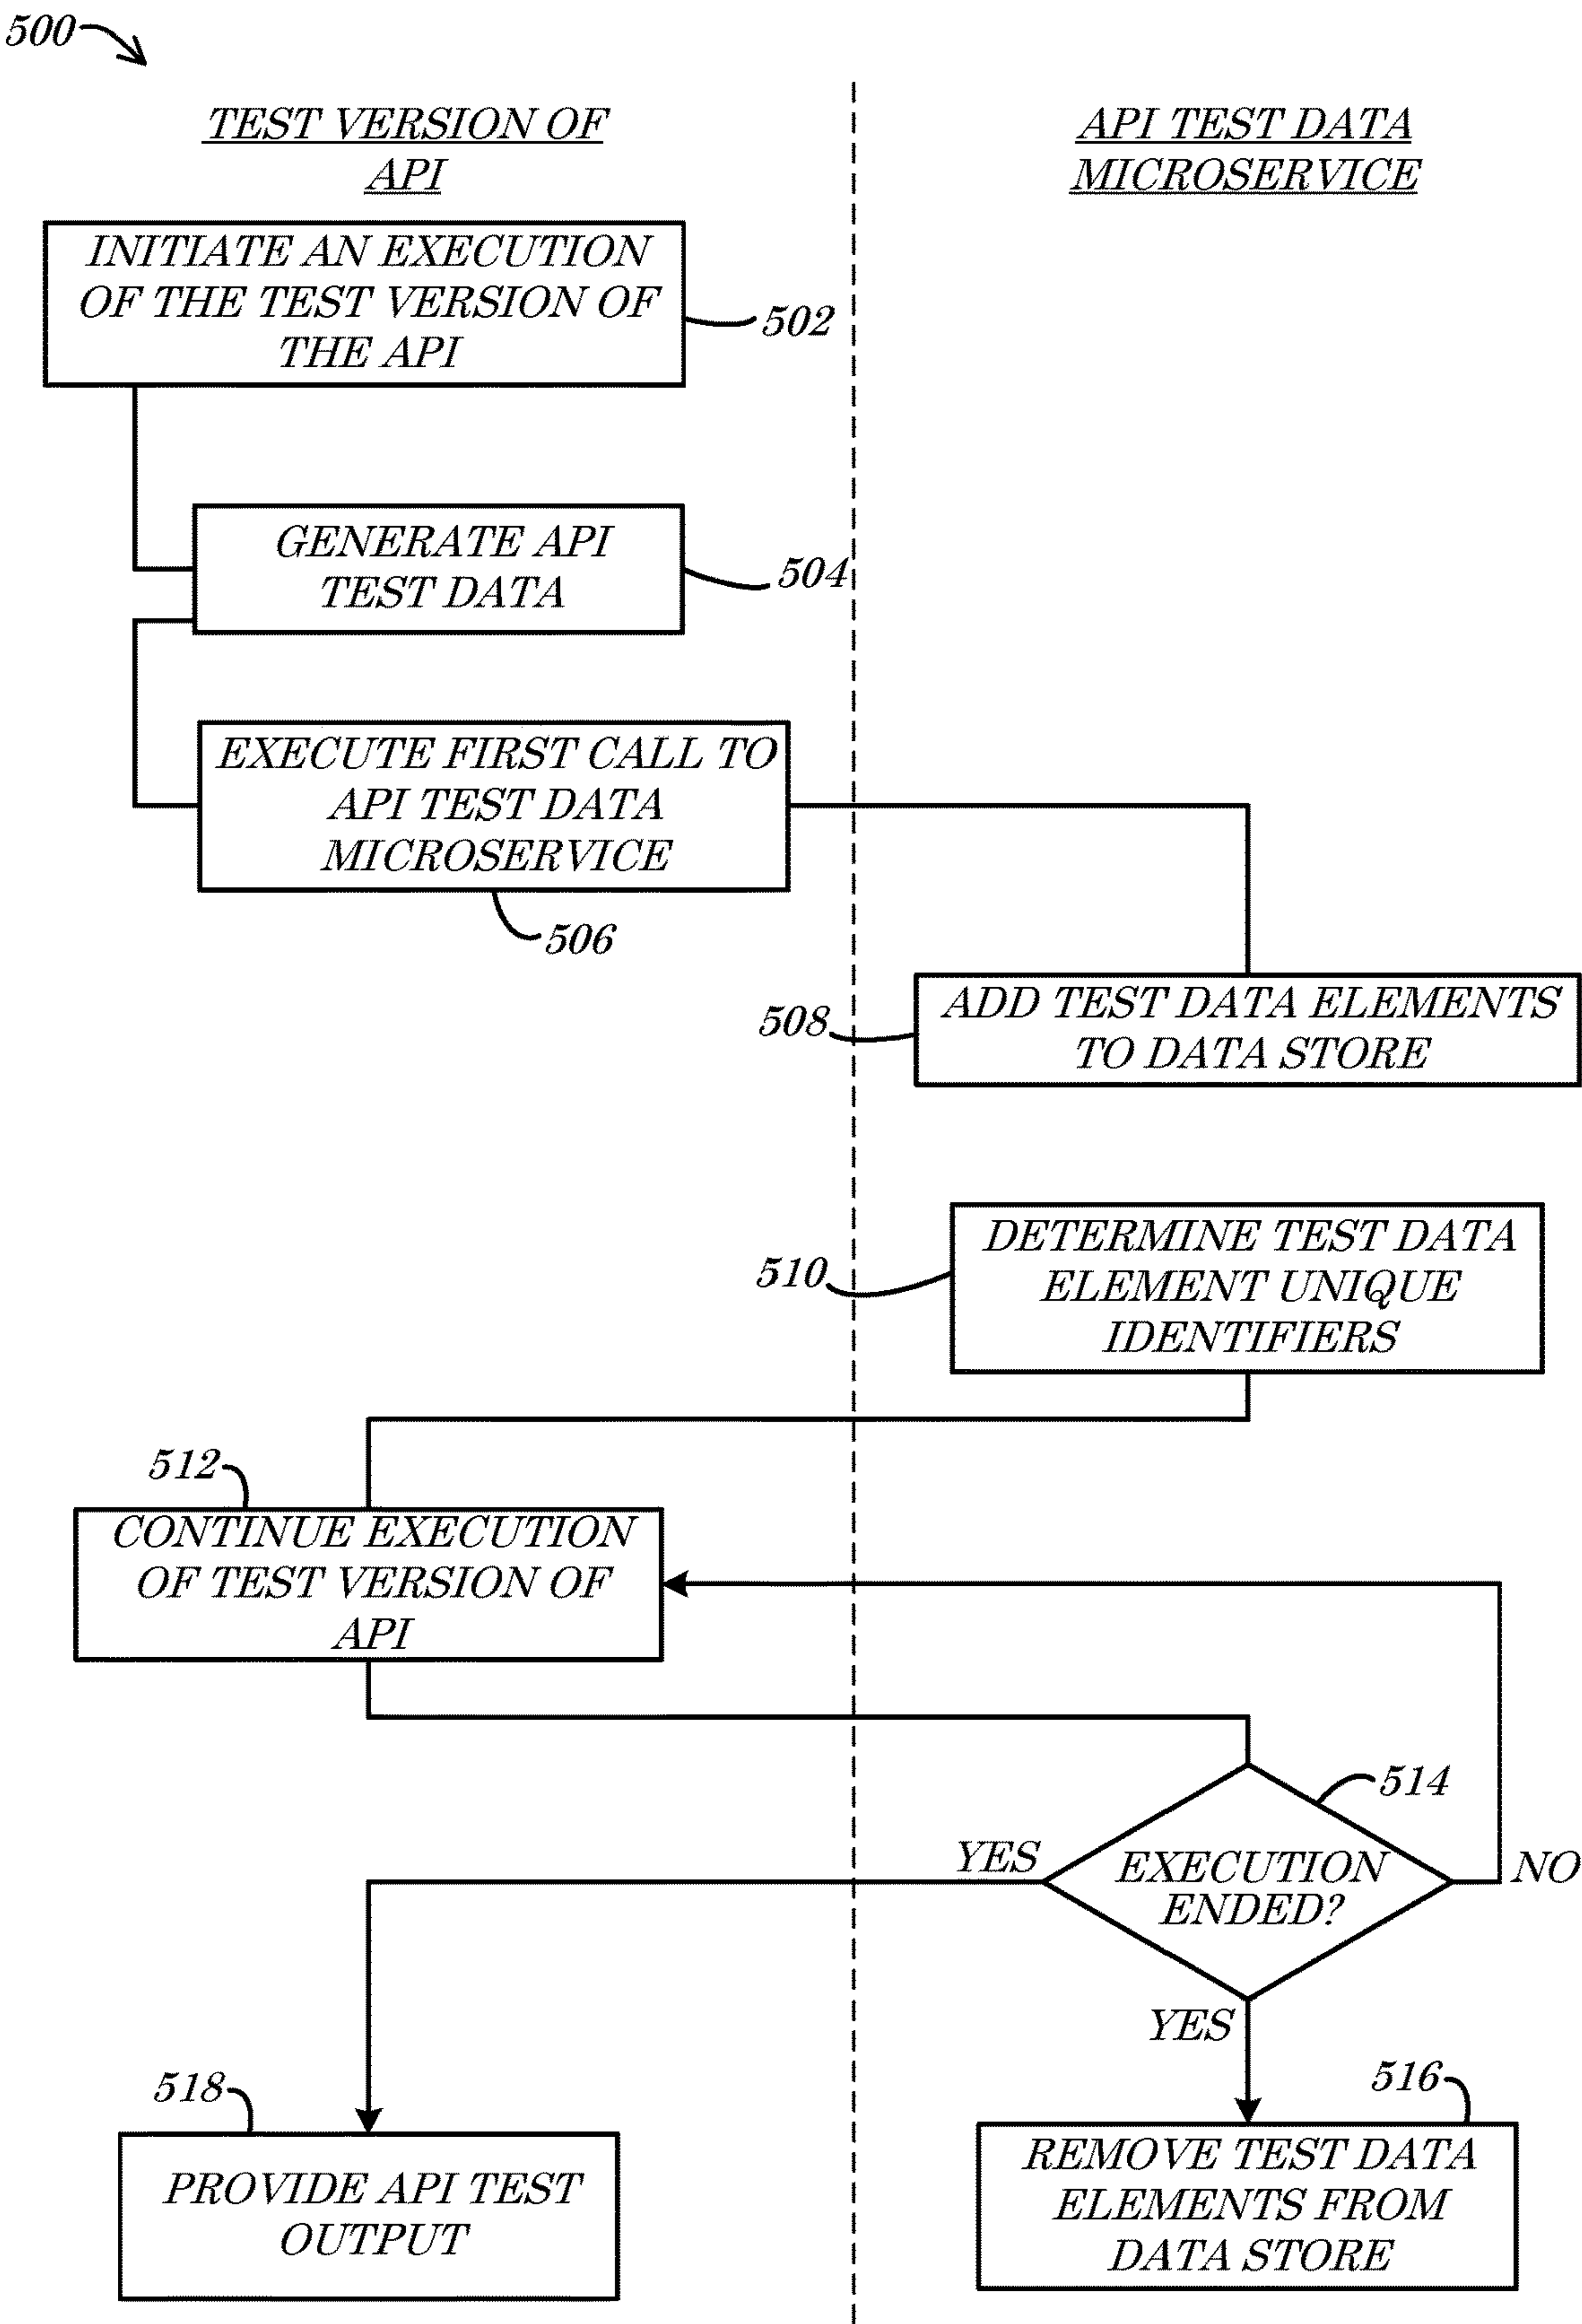 500
TEST VERSION OF
API
API TEST DATA
MICROSERVICE
INITIATE AN EXECUTION
OF THE TEST VERSION OF
THE API
502
GENERATE API
TEST DATA
504
EXECUTE FIRST CALL TO
API TEST DATA
MICROSERVICE
506
508
ADD TEST DATA ELEMENTS
TO DATA STORE
510
DETERMINE TEST DATA
ELEMENT UNIQUE
IDENTIFIERS
512
CONTINUE EXECUTION
OF TEST VERSION OF
API
514
EXECUTION
ENDED?
YES
NO
YES
518
PROVIDE API TEST
OUTPUT
516
REMOVE TEST DATA
ELEMENTS FROM
DATA STORE